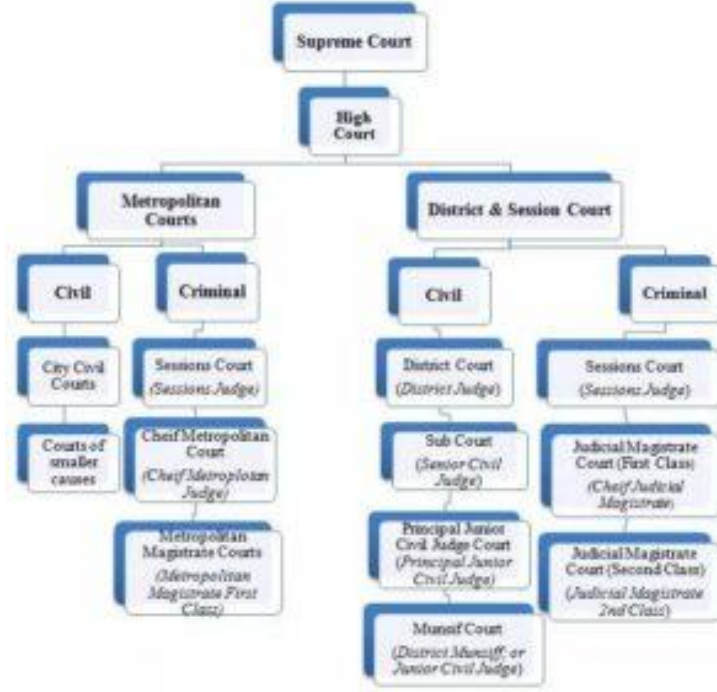 Supreme Court
High
Court
Metropolitan
Courts
District & Session Court
Civil
Criminal
Civil
Criminal
City Civil
Courts
Sessions Court
(Sessions Judge)
District Court
(District Judge)
Sessions Court
(Sessions Judge)
Courts of
smaller
causes
Cheif Metropolitan
Court
(Cheif Metroplotan
Judge)
Sub Court
(Senior Civil
Judge)
Judicial Magistrate
Court (First Class)
(Cheif Judicial
Magistrate)
Metropolitan
Magistrate Courts
(Metropolitan
Magistrate First
Class)
Principal Junior
Civil Judge Court
(Principal Junior
Civil Judge)
Judicial Magistrate
Court (Second Class)
(Judicial Magistrate
2nd Class)
Munsif Court
(District Munsiff, or
Junior Civil Judge)